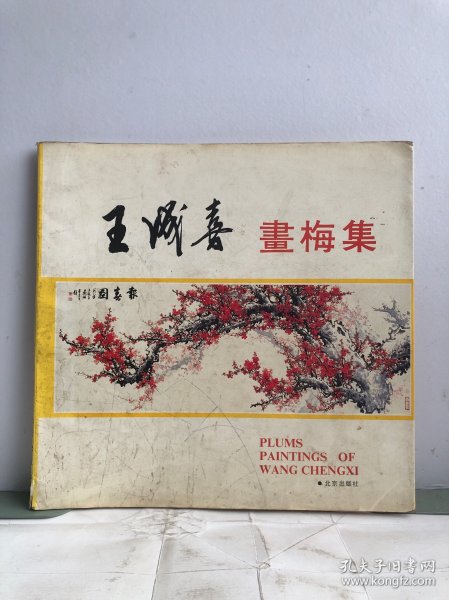 王成喜 畫梅集
報春圖
PLUMS
PAINTINGS OF
WANG CHENGXI
●北京出版社
孔夫子旧书网
www.kongfz.com